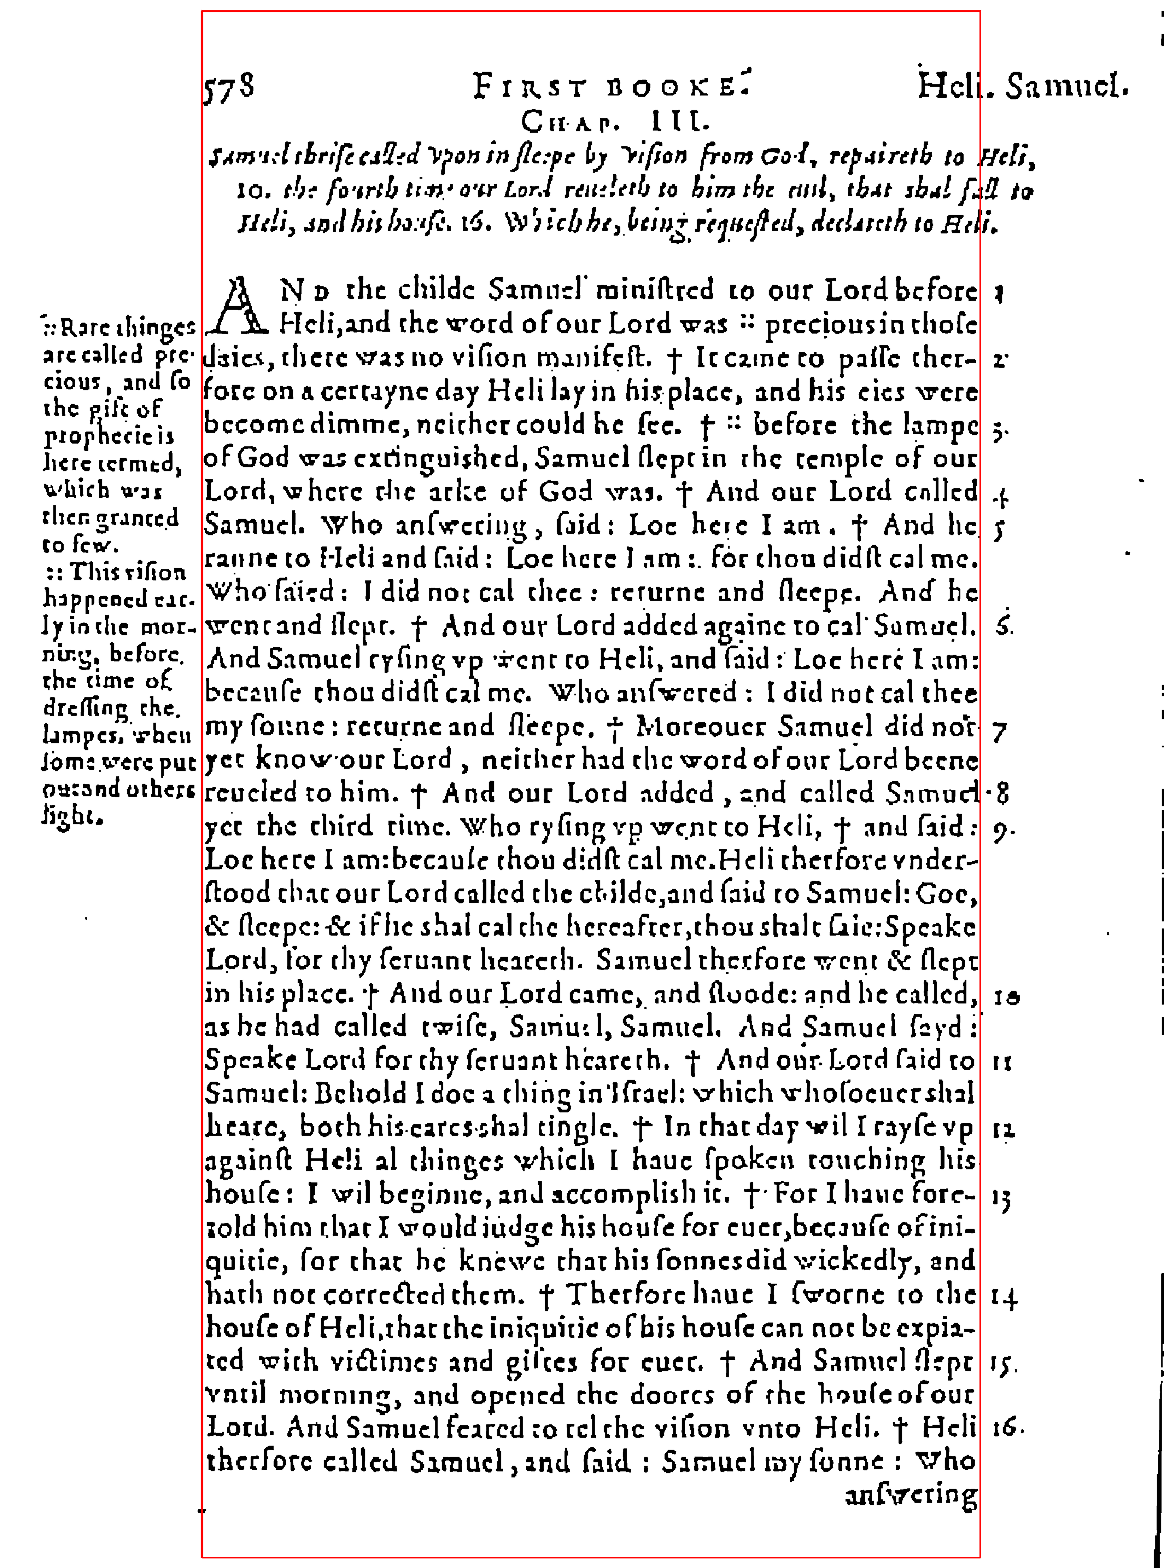 578 FIRST BOOKE. Heli. Samuel.
CHAP. III.
Samuel thrise called vpon in sleepe by vision from God, repaireth to Heli,
10. the fourth time our Lord reueleth to him the euil, that shal fall to
Heli, and his house. 16. Which he, being requested, declareth to Heli.
AND the childe Samuel miniſtred to our Lord before 1
Heli, and the word of our Lord was :: precious in thoſe
daies, there was no viſion manifeſt. † It came to paſſe ther- 2
fore on a certayne day Heli lay in his place, and his eies were
become dimme, neither could he ſee. † :: before the lampe 3.
of God was extinguished, Samuel ſlept in the temple of our
Lord, where the arke of God was. † And our Lord called 4
Samuel. Who anſwering, ſaid: Loe here I am. † And he 5
ranne to Heli and ſaid: Loe here I am: for thou didſt cal me.
Who ſaied: I did not cal thee: returne and ſleepe. And he
went and ſlept. † And our Lord added againe to cal Samuel. 6.
And Samuel ryſing vp went to Heli, and ſaid: Loe here I am:
becauſe thou didſt cal me. Who anſwered: I did not cal thee
my ſonne: returne and ſleepe. † Moreouer Samuel did not 7
yet know our Lord, neither had the word of our Lord beene
reueled to him. † And our Lord added, and called Samuel 8
yet the third time. Who ryſing vp went to Heli, † and ſaid: 9.
Loe here I am: becauſe thou didſt cal me. Heli therfore vnder-
ſtood that our Lord called the childe, and ſaid to Samuel: Goe,
& ſleepe: & if he shal cal the hereafter, thou shalt ſaie: Speake
Lord, for thy ſeruant heareth. Samuel therfore went & ſlept
in his place. † And our Lord came, and ſtoode: and he called, 10
as he had called twiſe, Samuel, Samuel. And Samuel ſayd:
Speake Lord for thy ſeruant heareth. † And our Lord ſaid to 11
Samuel: Behold I doe a thing in Iſrael: which whoſoeuer shal
heare, both his eares shal tingle. † In that day wil I rayſe vp 12
againſt Heli al thinges which I haue ſpoken touching his
houſe: I wil beginne, and accomplish it. † For I haue fore- 13
told him that I would iudge his houſe for euer, becauſe of ini-
quitie, for that he knewe that his ſonnes did wickedly, and
hath not corrected them. † Therfore haue I ſworne to the 14
houſe of Heli, that the iniquitie of his houſe can not be expia-
ted with victimes and giftes for euer. † And Samuel ſlept 15.
vntil morning, and opened the doores of the houſe of our
Lord. And Samuel feared to tel the viſion vnto Heli. † Heli 16.
therfore called Samuel, and ſaid: Samuel my ſonne: Who
anſwering
:: Rare thinges
are called pre-
cious, and ſo
the gift of
prophecie is
here termed,
which was
then granted
to few.
:: This viſion
happened ear-
ly in the mor-
ning, before
the time of
dreſſing the
lampes, when
ſome were put
out and others
light.